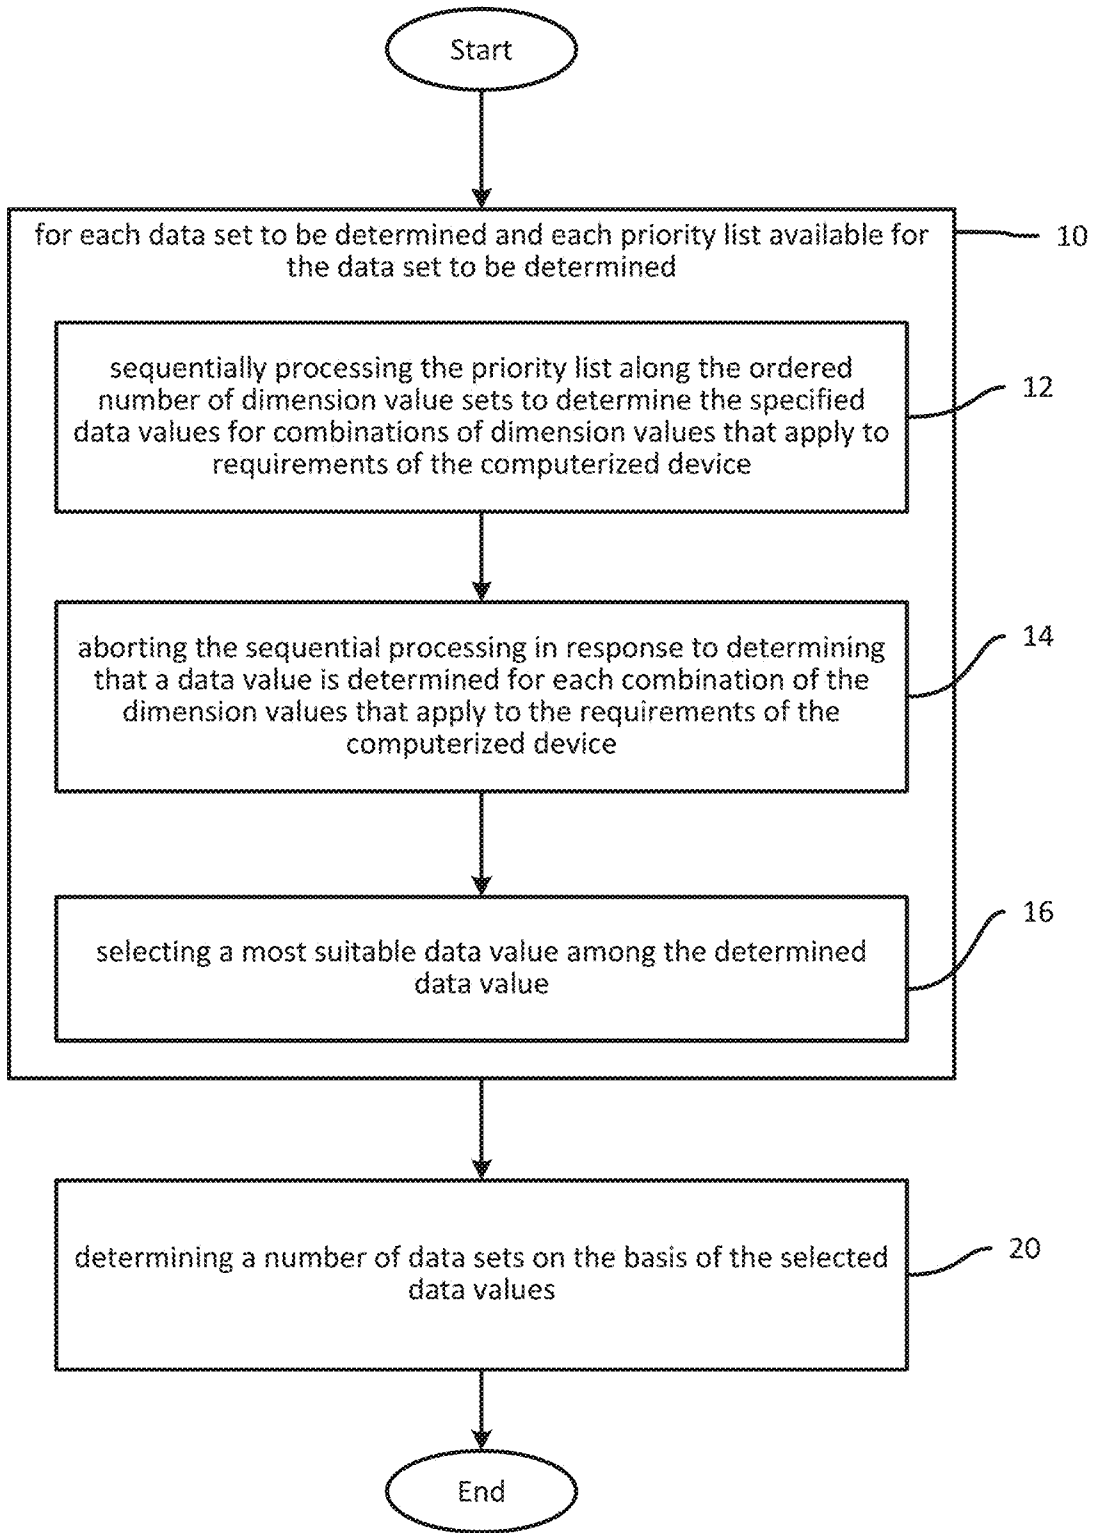 Start
for each data set to be determined and each priority list available for
the data set to be determined
10
sequentially processing the priority list along the ordered
number of dimension value sets to determine the specified
data values for combinations of dimension values that apply to
requirements of the computerized device
12
aborting the sequential processing in response to determining
that a data value is determined for each combination of the
dimension values that apply to the requirements of the
computerized device
14
selecting a most suitable data value among the determined
data value
16
determining a number of data sets on the basis of the selected
data values
20
End